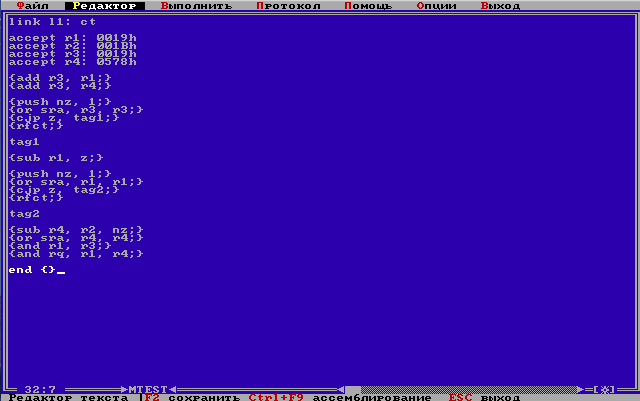 Файл Редактор Выполнить Протокол Помощь Опции Выход
link l1: ct
accept r1: 0019h
accept r2: 001Bh
accept r3: 0019h
accept r4: 0578h
{add r3, r1;}
{add r3, r4;}
{push nz, 1;}
{or sra, r3, r3;}
{cjp z, tag1;}
{rfct;}
tag1
{sub r1, z;}
{push nz, 1;}
{or sra, r1, r1;}
{cjp z, tag2;}
{rfct;}
tag2
{sub r4, r2, nz;}
{or sra, r4, r4;}
{and r1, r3;}
{and rq, r1, r4;}
end {}_
32:7 MTEST
Редактор текста F2 сохранить Ctrl+F9 ассемблирование ESC выход